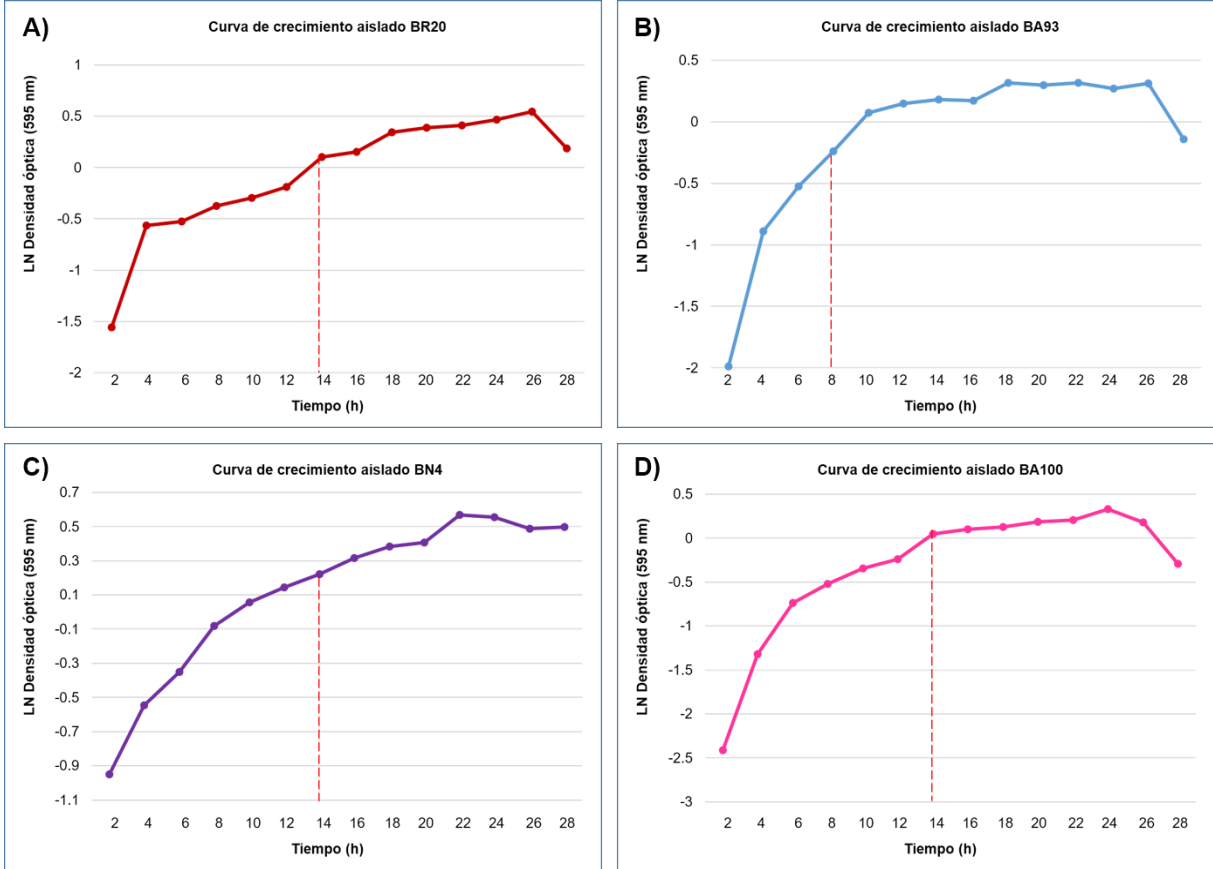 A)
Curva de crecimiento aislado BR20
LN Densidad óptica (595 nm)
1
0.5
0
-0.5
-1
-1.5
-2
2 4 6 8 10 12 14 16 18 20 22 24 26 28
Tiempo (h)
B)
Curva de crecimiento aislado BA93
LN Densidad óptica (595 nm)
0.5
0
-0.5
-1
-1.5
-2
2 4 6 8 10 12 14 16 18 20 22 24 26 28
Tiempo (h)
C)
Curva de crecimiento aislado BN4
LN Densidad óptica (595 nm)
0.7
0.5
0.3
0.1
-0.1
-0.3
-0.5
-0.7
-0.9
-1.1
2 4 6 8 10 12 14 16 18 20 22 24 26 28
Tiempo (h)
D)
Curva de crecimiento aislado BA100
LN Densidad óptica (595 nm)
0.5
0
-0.5
-1
-1.5
-2
-2.5
-3
2 4 6 8 10 12 14 16 18 20 22 24 26 28
Tiempo (h)